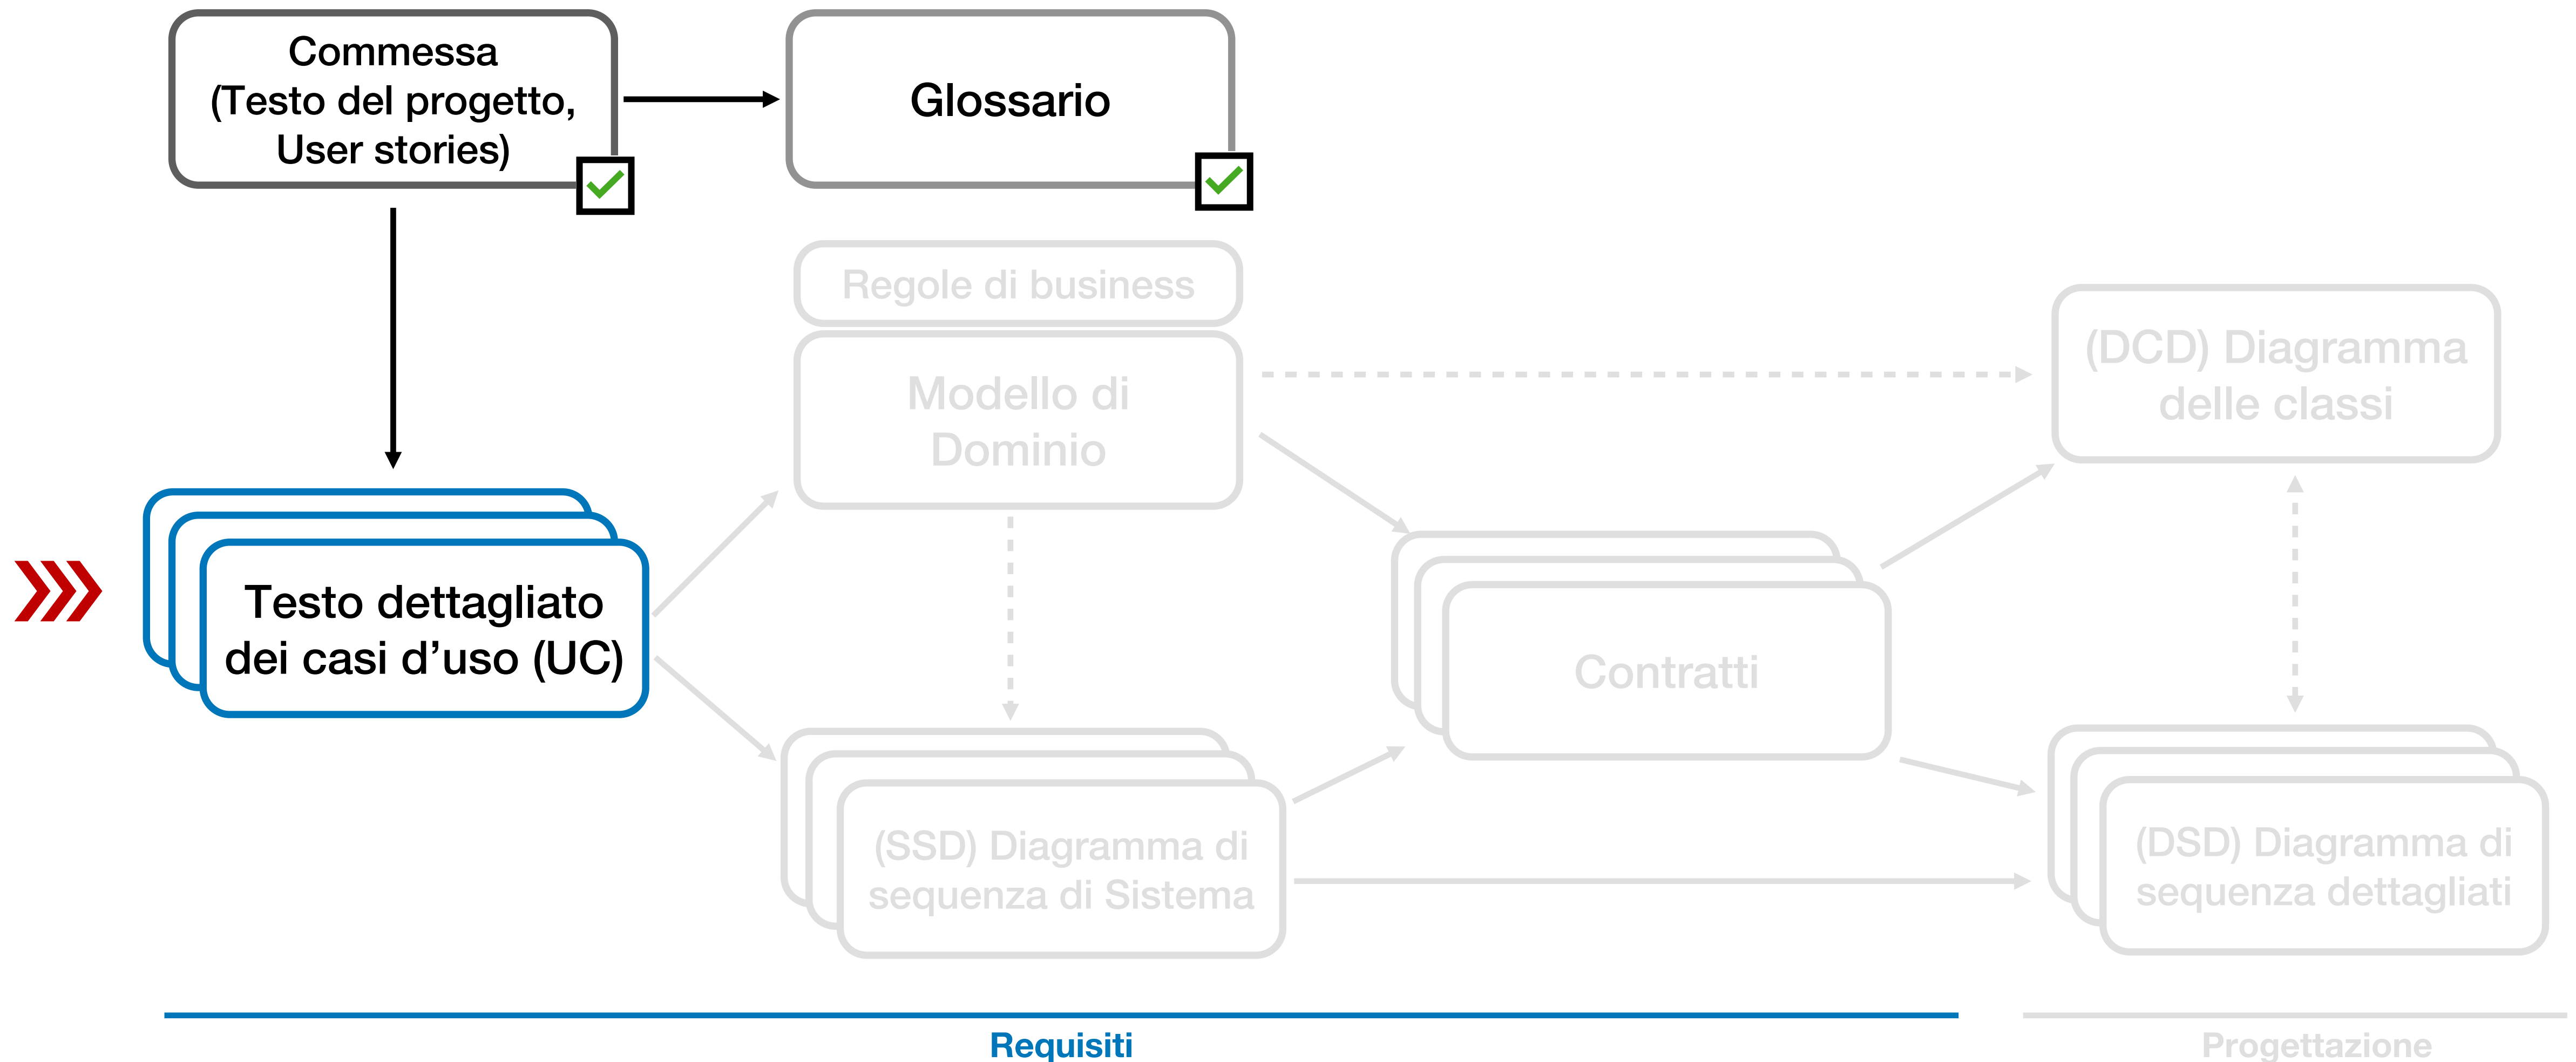 Commessa
(Testo del progetto,
User stories)
Glossario
Regole di business
Modello di
Dominio
(DCD) Diagramma
delle classi
Testo dettagliato
dei casi d'uso (UC)
Contratti
(SSD) Diagramma di
sequenza di Sistema
(DSD) Diagramma di
sequenza dettagliati
Requisiti
Progettazione